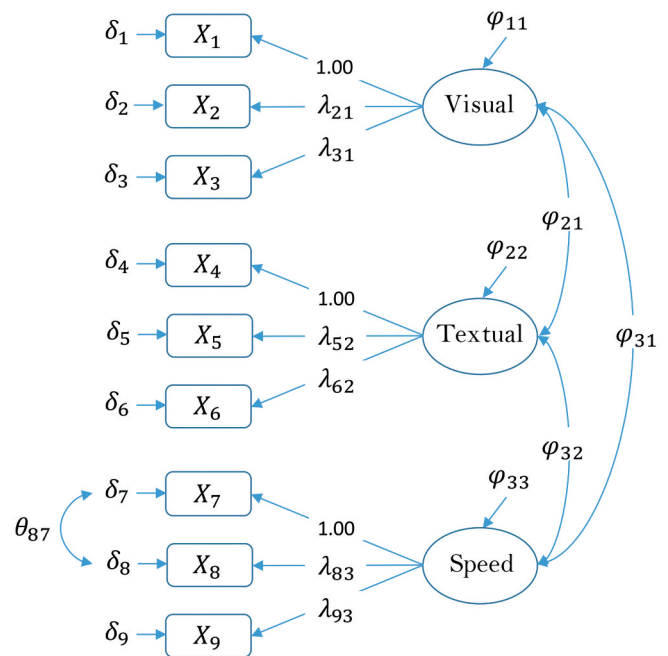 δ₁ X₁ φ₁₁
1.00
δ₂ X₂ λ₂₁ Visual
δ₃ X₃ λ₃₁
φ₂₁
δ₄ X₄ φ₂₂
1.00
δ₅ X₅ λ₅₂ Textual φ₃₁
δ₆ X₆ λ₆₂
φ₃₂
δ₇ X₇ φ₃₃
θ₈₇ 1.00
δ₈ X₈ λ₈₃ Speed
δ₉ X₉ λ₉₃